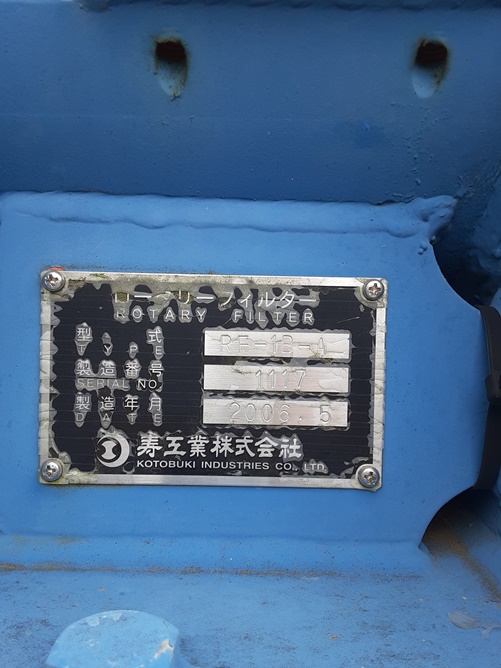 ロータリーフィルター
ROTARY FILTER
型式 RF-1B-A
TYPE
製造番号 1117
SERIAL NO.
製造年月 2006.5
DATE
寿工業株式会社
KOTOBUKI INDUSTRIES CO., LTD.